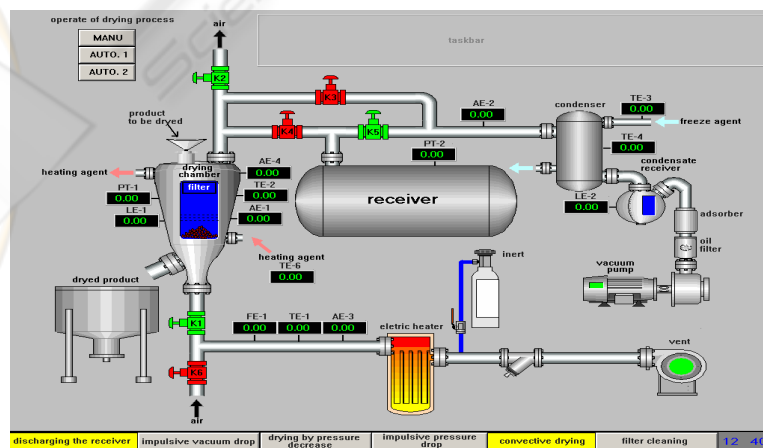 operate of drying process
MANU
AUTO. 1
AUTO. 2
air
taskbar
K2
K3
K4
K5
AE-2
0.00
condenser
TE-3
0.00
freeze agent
product
to be dryed
PT-2
0.00
TE-4
0.00
condensate
receiver
heating agent
drying
chamber
filter
AE-4
0.00
PT-1
0.00
TE-2
0.00
LE-1
0.00
AE-1
0.00
receiver
LE-2
0.00
adsorber
oil
filter
heating agent
TE-6
0.00
inert
vacuum
pump
dryed product
K1
FE-1
0.00
TE-1
0.00
AE-3
0.00
eletric heater
vent
K6
air
discharging the receiver
impulsive vacuum drop
drying by pressure
decrease
impulsive pressure
drop
convective drying
filter cleaning
12 40